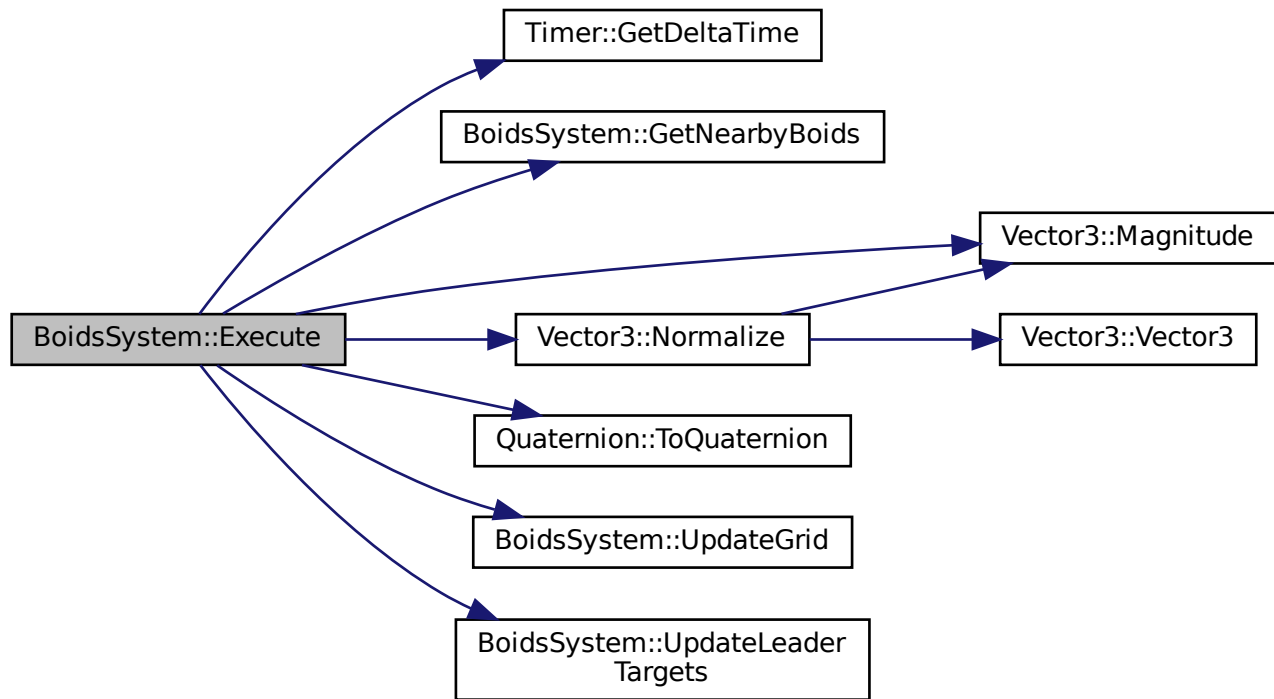 Timer::GetDeltaTime
BoidsSystem::GetNearbyBoids
Vector3::Magnitude
BoidsSystem::Execute
Vector3::Normalize
Vector3::Vector3
Quaternion::ToQuaternion
BoidsSystem::UpdateGrid
BoidsSystem::UpdateLeader
Targets